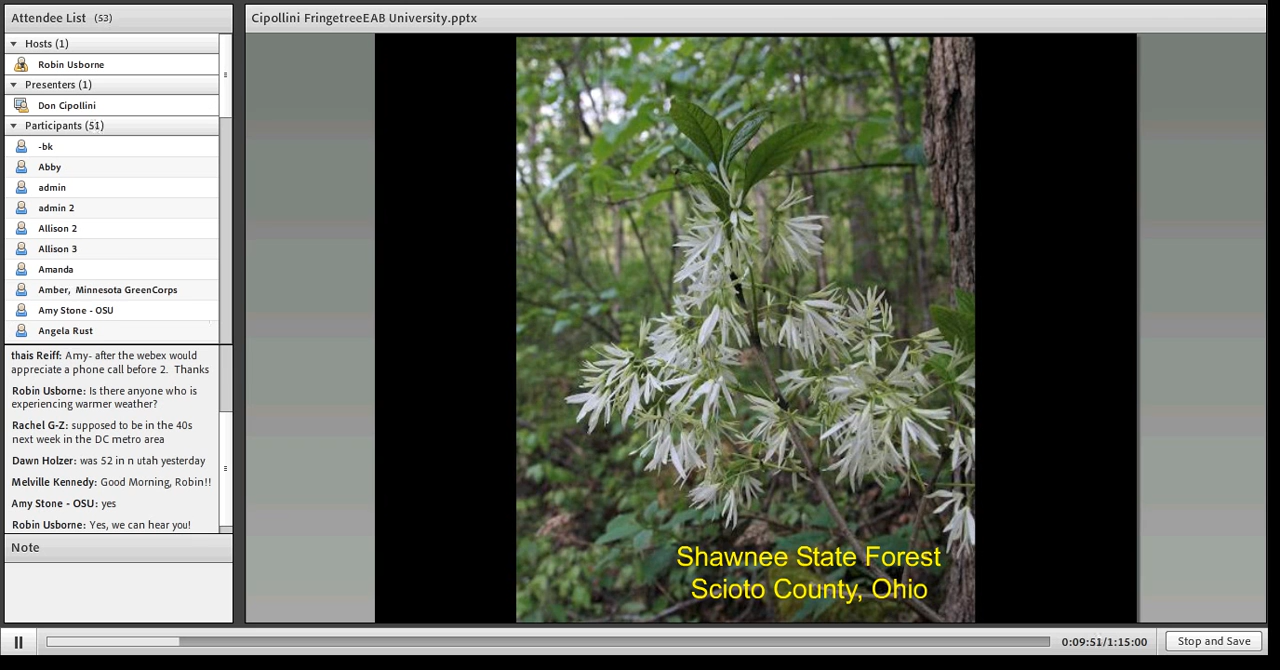 Attendee List (53)
Hosts (1)
Robin Usborne
Presenters (1)
Don Cipollini
Participants (51)
-bk
Abby
admin
admin 2
Allison 2
Allison 3
Amanda
Amber, Minnesota GreenCorps
Amy Stone - OSU
Angela Rust
thais Reiff: Amy- after the webex would
appreciate a phone call before 2. Thanks
Robin Usborne: Is there anyone who is
experiencing warmer weather?
Rachel G-Z: supposed to be in the 40s
next week in the DC metro area
Dawn Holzer: was 52 in n utah yesterday
Melville Kennedy: Good Morning, Robin!!
Amy Stone - OSU: yes
Robin Usborne: Yes, we can hear you!
Note
Cipollini FringetreeEAB University.pptx
Shawnee State Forest
Scioto County, Ohio
0:09:51/1:15:00
Stop and Save